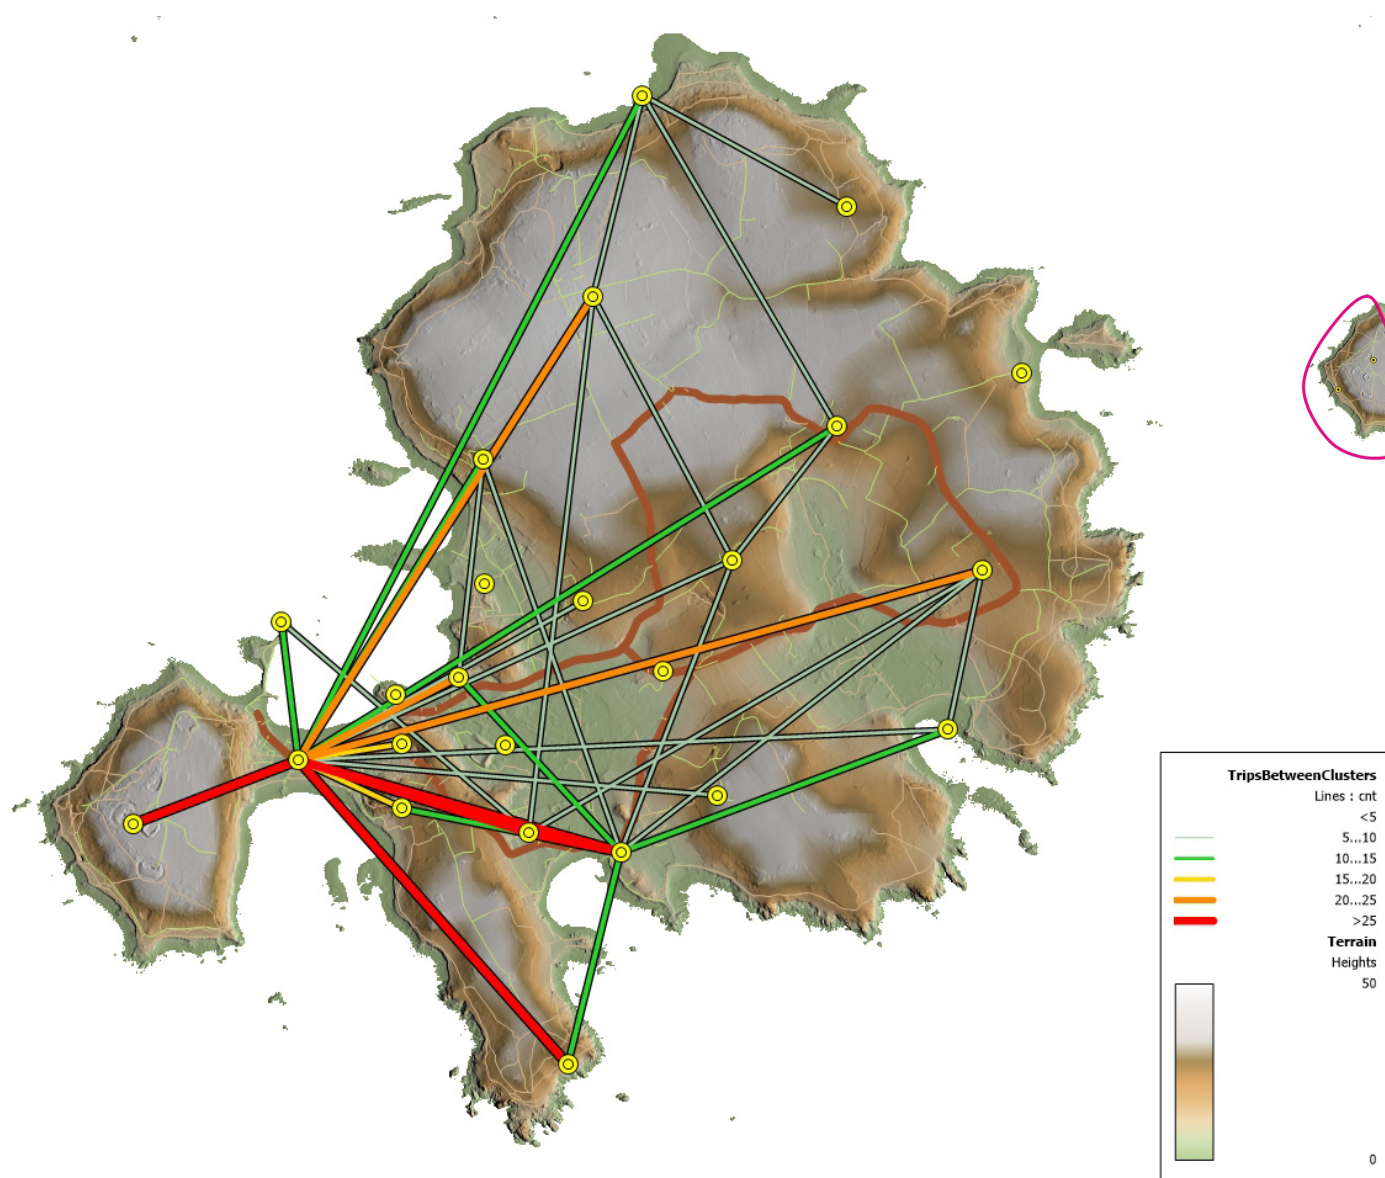 TripsBetweenClusters
Lines : cnt
<5
5...10
10...15
15...20
20...25
>25
Terrain
Heights
50
0